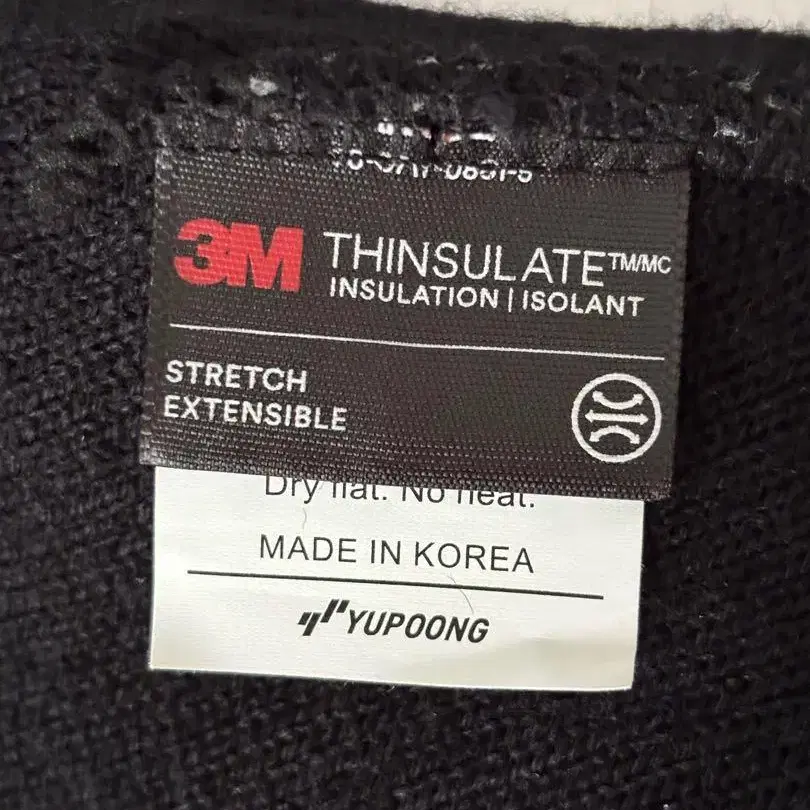 3M THINSULATE™/MC
INSULATION | ISOLANT
STRETCH
EXTENSIBLE
Dry flat. No heat.
MADE IN KOREA
YUPOONG